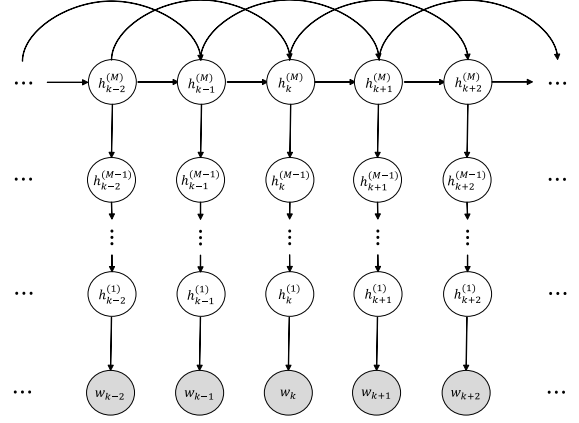 ⋯ h_{k-2}^{(M)} h_{k-1}^{(M)} h_k^{(M)} h_{k+1}^{(M)} h_{k+2}^{(M)} ⋯
⋯ h_{k-2}^{(M-1)} h_{k-1}^{(M-1)} h_k^{(M-1)} h_{k+1}^{(M-1)} h_{k+2}^{(M-1)} ⋯
⋮ ⋮ ⋮ ⋮ ⋮
⋯ h_{k-2}^{(1)} h_{k-1}^{(1)} h_k^{(1)} h_{k+1}^{(1)} h_{k+2}^{(1)} ⋯
⋯ w_{k-2} w_{k-1} w_k w_{k+1} w_{k+2} ⋯